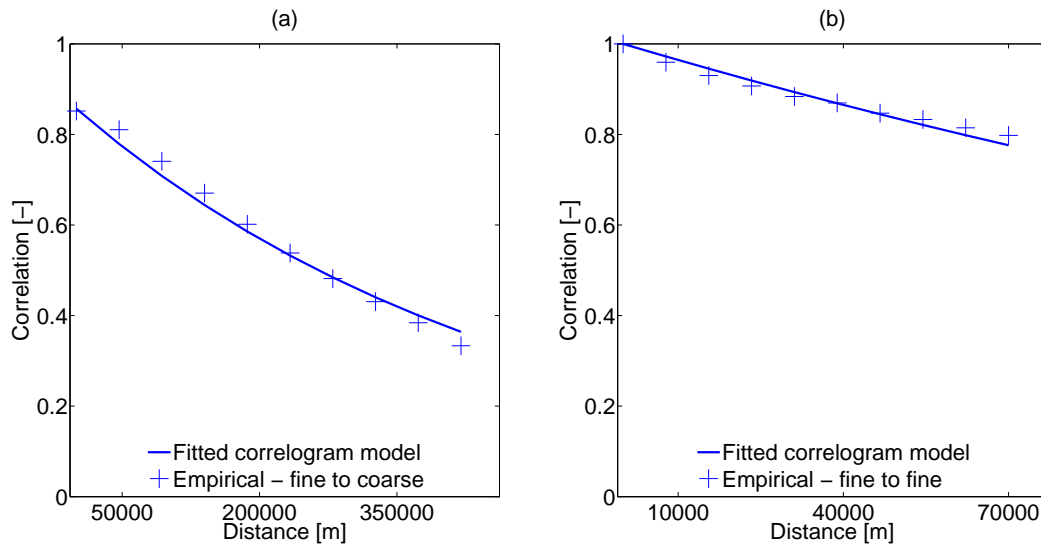 (a)
Correlation [−]
1
0.8
0.6
0.4
0.2
0
Fitted correlogram model
Empirical − fine to coarse
50000 200000 350000
Distance [m]
(b)
Correlation [−]
1
0.8
0.6
0.4
0.2
0
Fitted correlogram model
Empirical − fine to fine
10000 40000 70000
Distance [m]